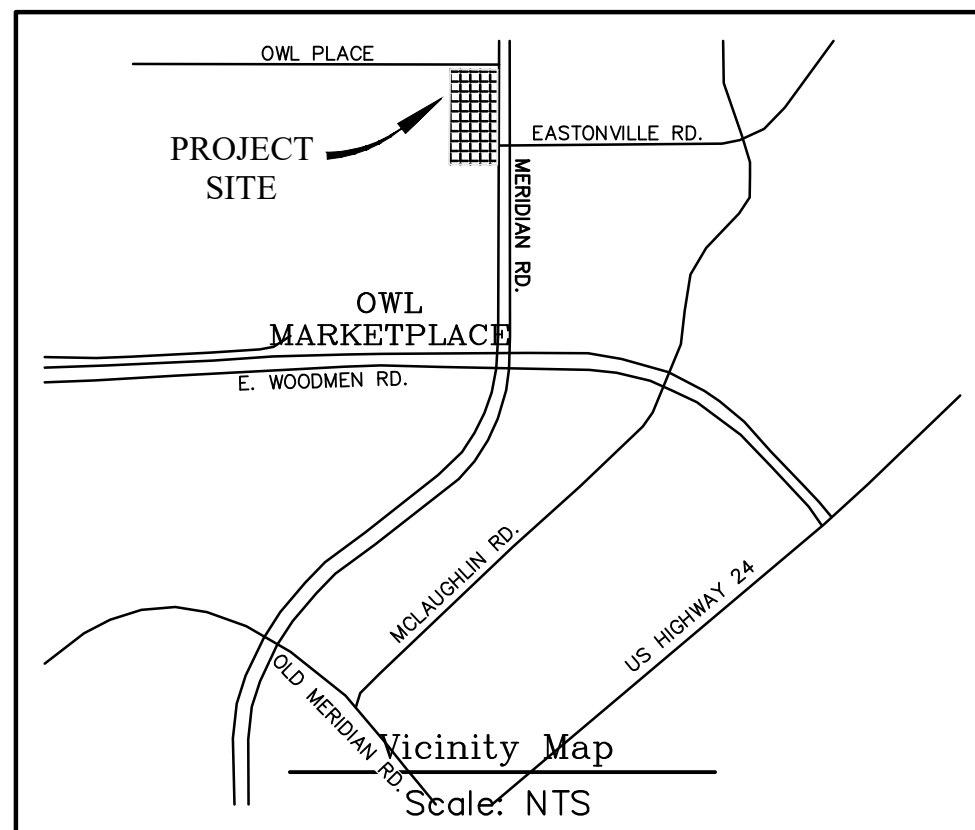 OWL PLACE
PROJECT
SITE
EASTONVILLE RD.
MERIDIAN RD.
OWL
MARKETPLACE
E. WOODMEN RD.
MCLAUGHLIN RD.
US HIGHWAY 24
OLD MERIDIAN RD.
Vicinity Map
Scale: NTS